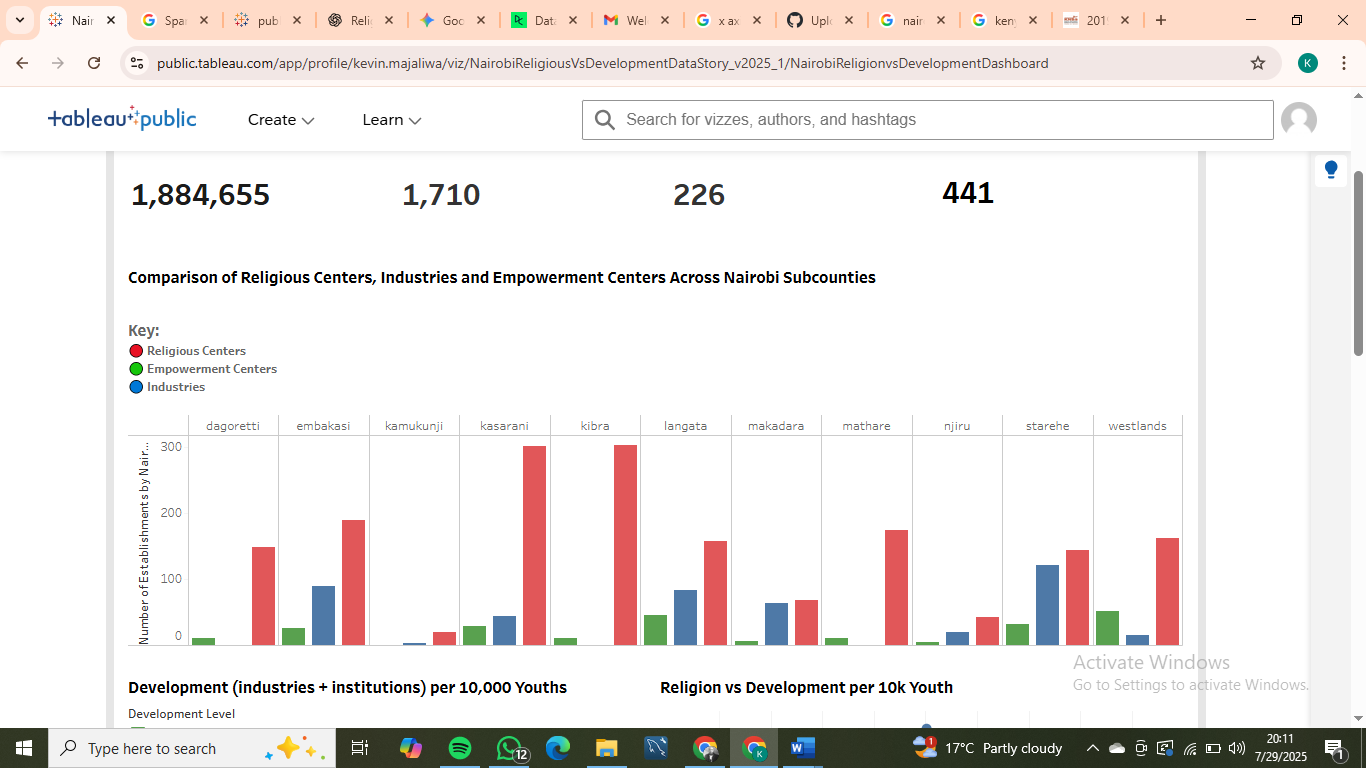 Nair
Spar
publ
Relig
Goo
Data
Wel
x ax
Uplo
nair
keny
2015
public.tableau.com/app/profile/kevin.majaliwa/viz/NairobiReligiousVsDevelopmentDataStory_v2025_1/NairobiReligionvsDevelopmentDashboard
K
tableau public
Create
Learn
Search for vizzes, authors, and hashtags
1,884,655
1,710
226
441
Comparison of Religious Centers, Industries and Empowerment Centers Across Nairobi Subcounties
Key:
Religious Centers
Empowerment Centers
Industries
dagoretti embakasi kamukunji kasarani kibra langata makadara mathare njiru starehe westlands
Number of Establishments by Nair...
300
200
100
0
Activate Windows
Go to Settings to activate Windows.
Development (industries + institutions) per 10,000 Youths
Religion vs Development per 10k Youth
Development Level
Type here to search
12
K
1
17°C Partly cloudy
20:11
7/29/2025
1